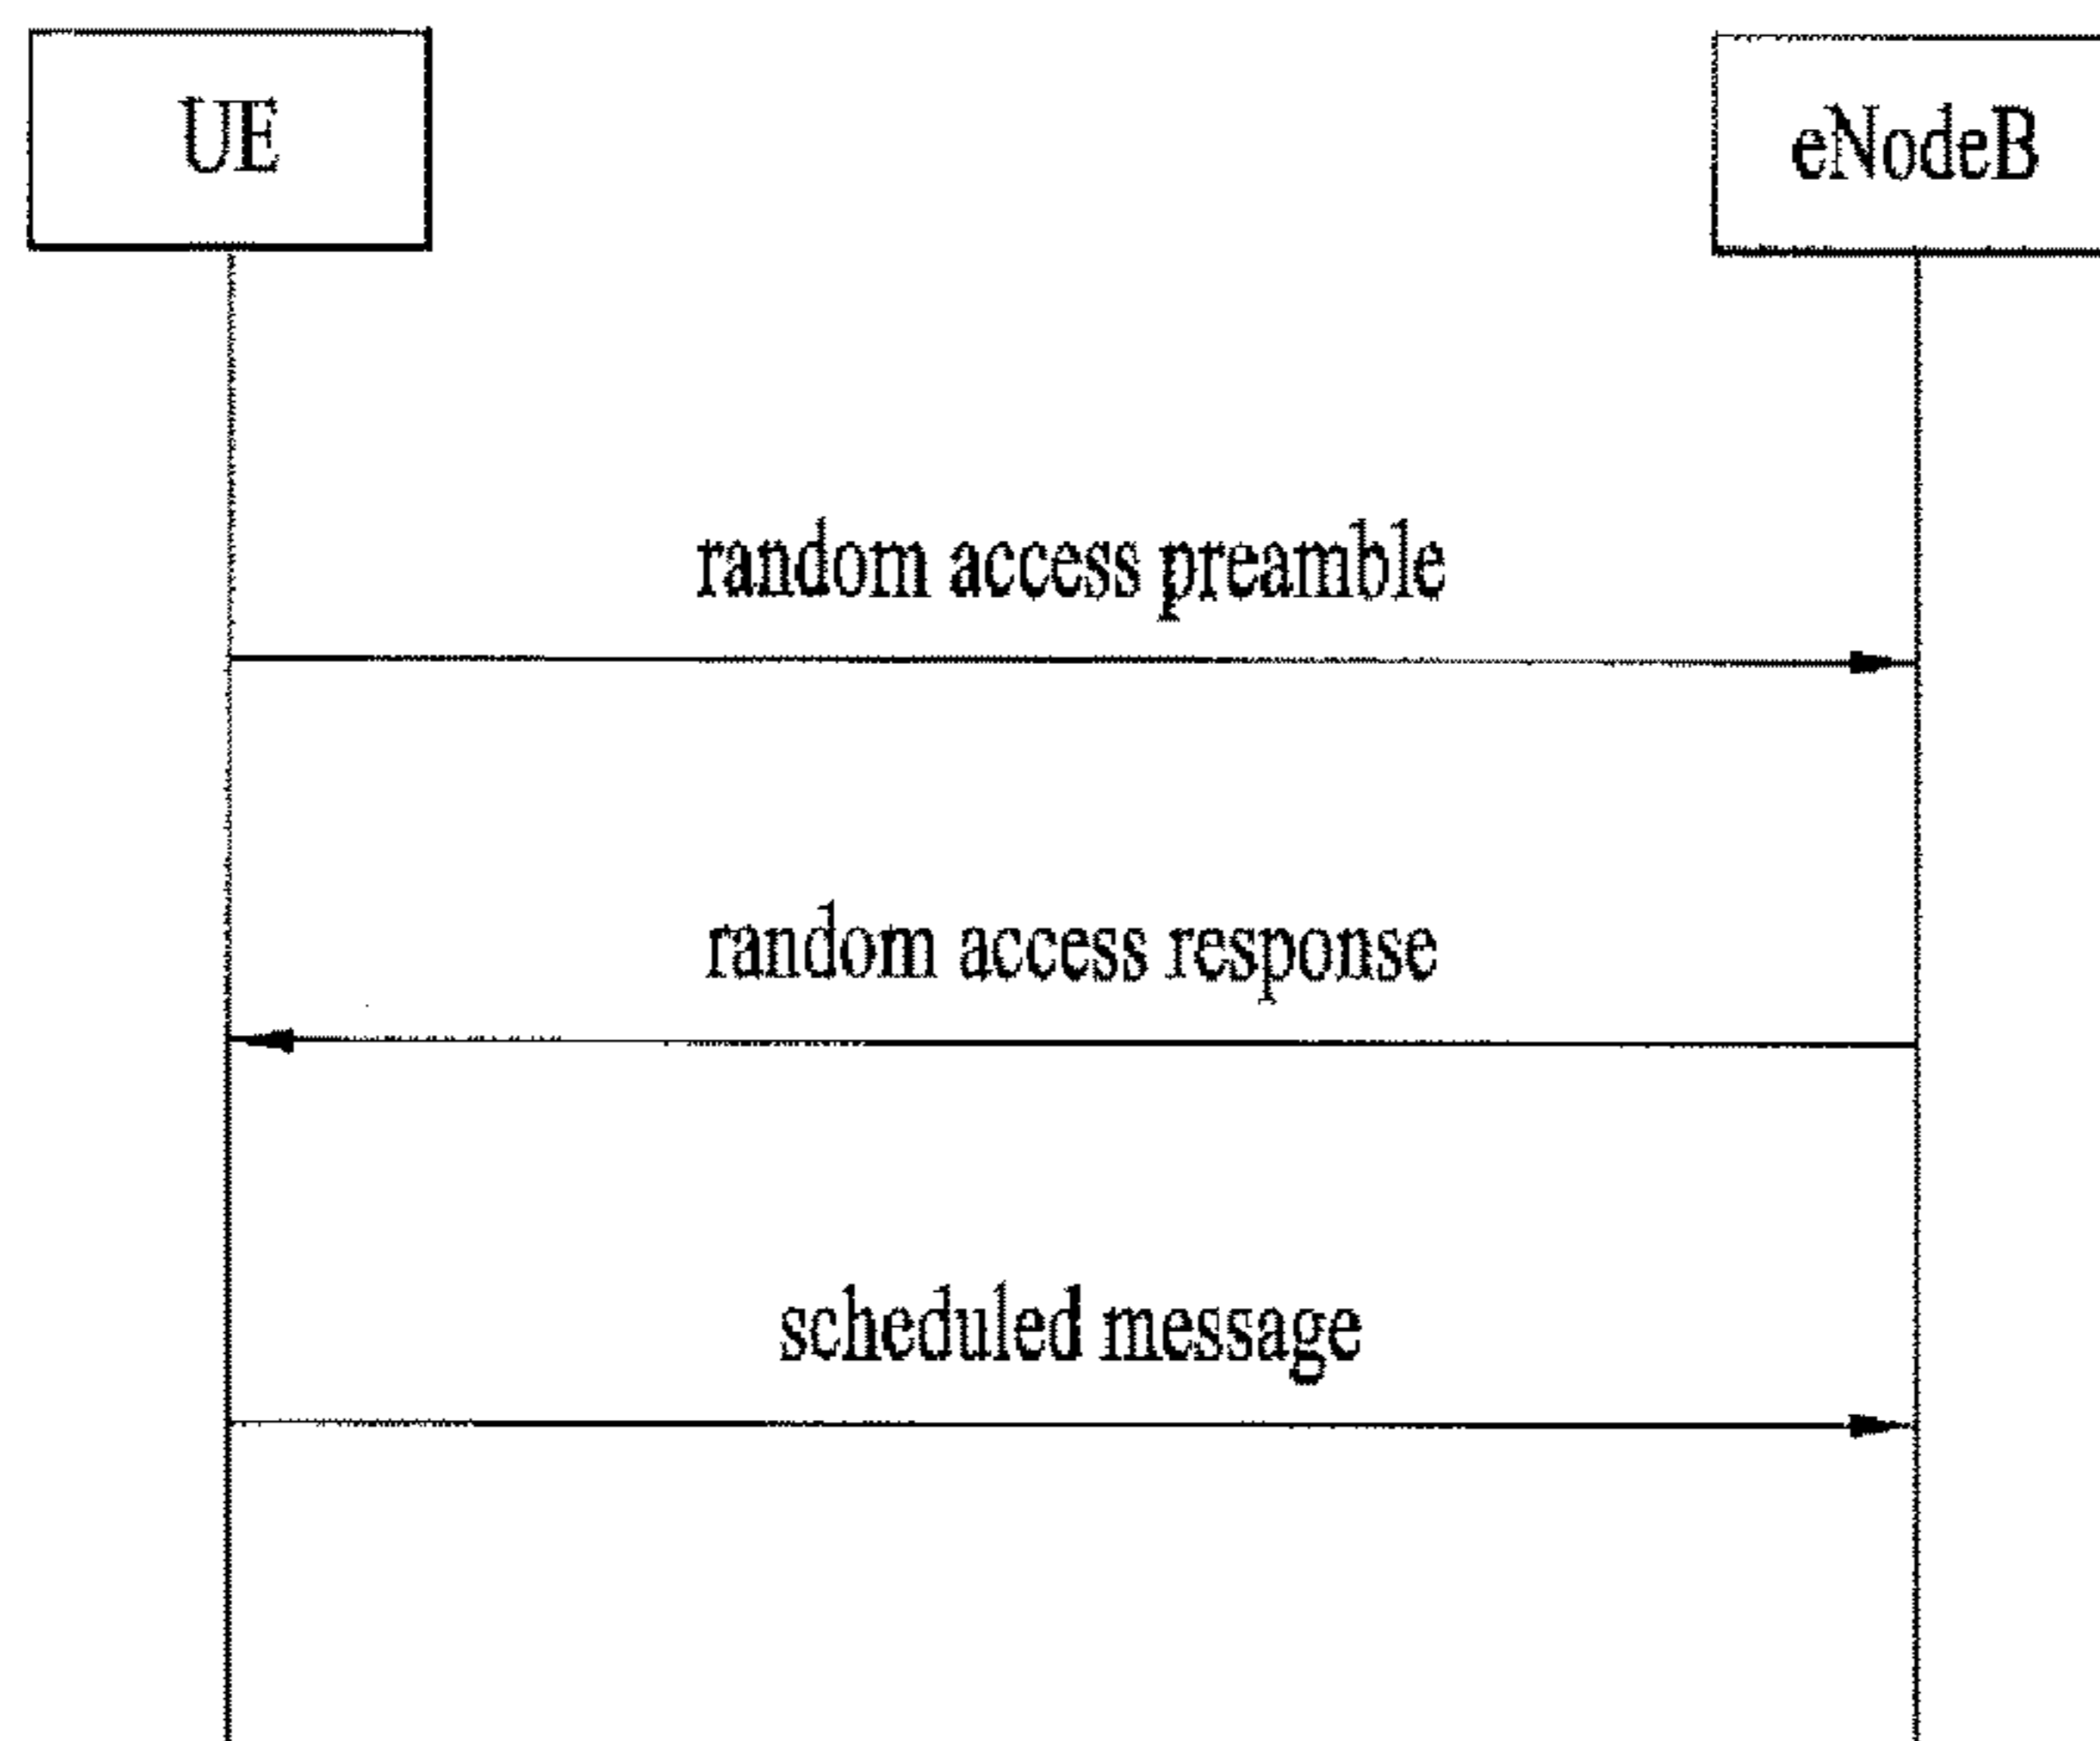 UE
eNodeB
random access preamble
random access response
scheduled message